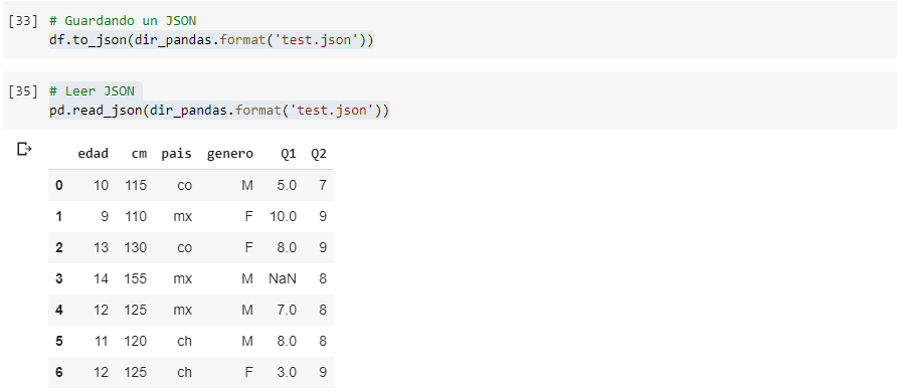 [33] # Guardando un JSON
df.to_json(dir_pandas.format('test.json'))
[35] # Leer JSON
pd.read_json(dir_pandas.format('test.json'))
edad cm pais genero Q1 Q2
0 10 115 co M 5.0 7
1 9 110 mx F 10.0 9
2 13 130 co F 8.0 9
3 14 155 mx M NaN 8
4 12 125 mx M 7.0 8
5 11 120 ch M 8.0 8
6 12 125 ch F 3.0 9